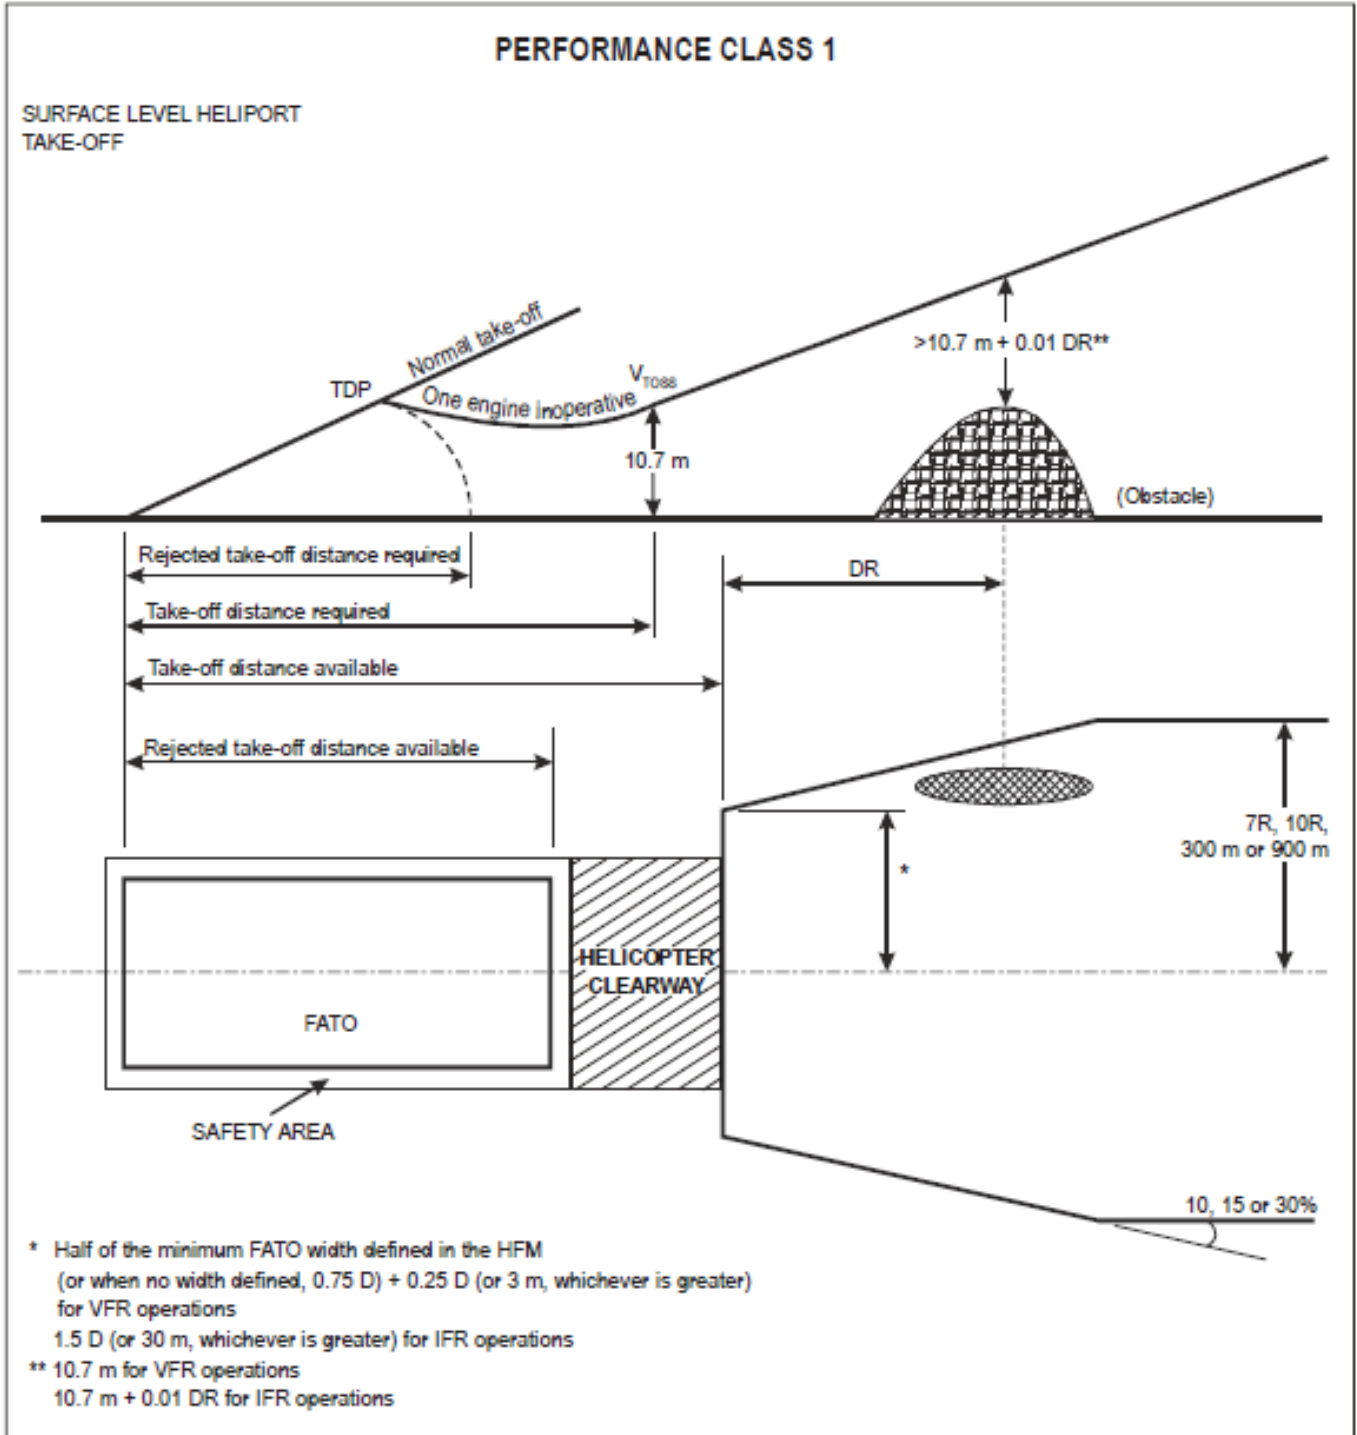 PERFORMANCE CLASS 1
SURFACE LEVEL HELIPORT
TAKE-OFF
Normal take-off
TDP
One engine inoperative
VTOSS
>10.7 m + 0.01 DR**
10.7 m
(Obstacle)
Rejected take-off distance required
DR
Take-off distance required
Take-off distance available
Rejected take-off distance available
7R, 10R,
300 m or 900 m
*
HELICOPTER
CLEARWAY
FATO
SAFETY AREA
10, 15 or 30%
* Half of the minimum FATO width defined in the HFM
(or when no width defined, 0.75 D) + 0.25 D (or 3 m, whichever is greater)
for VFR operations
1.5 D (or 30 m, whichever is greater) for IFR operations
** 10.7 m for VFR operations
10.7 m + 0.01 DR for IFR operations